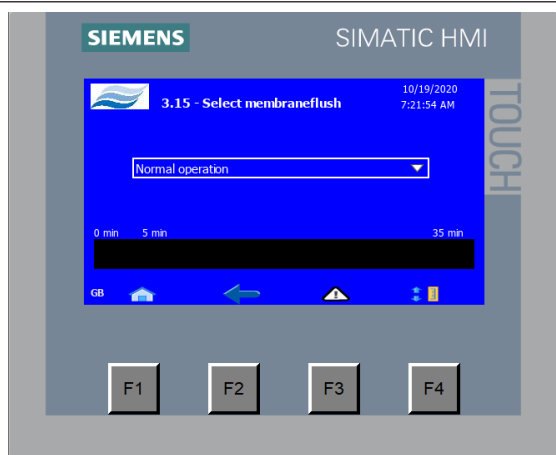 SIEMENS
SIMATIC HMI
TOUCH
10/19/2020
3.15 - Select membraneflush
7:21:54 AM
Normal operation
0 min 5 min 35 min
GB
F1 F2 F3 F4